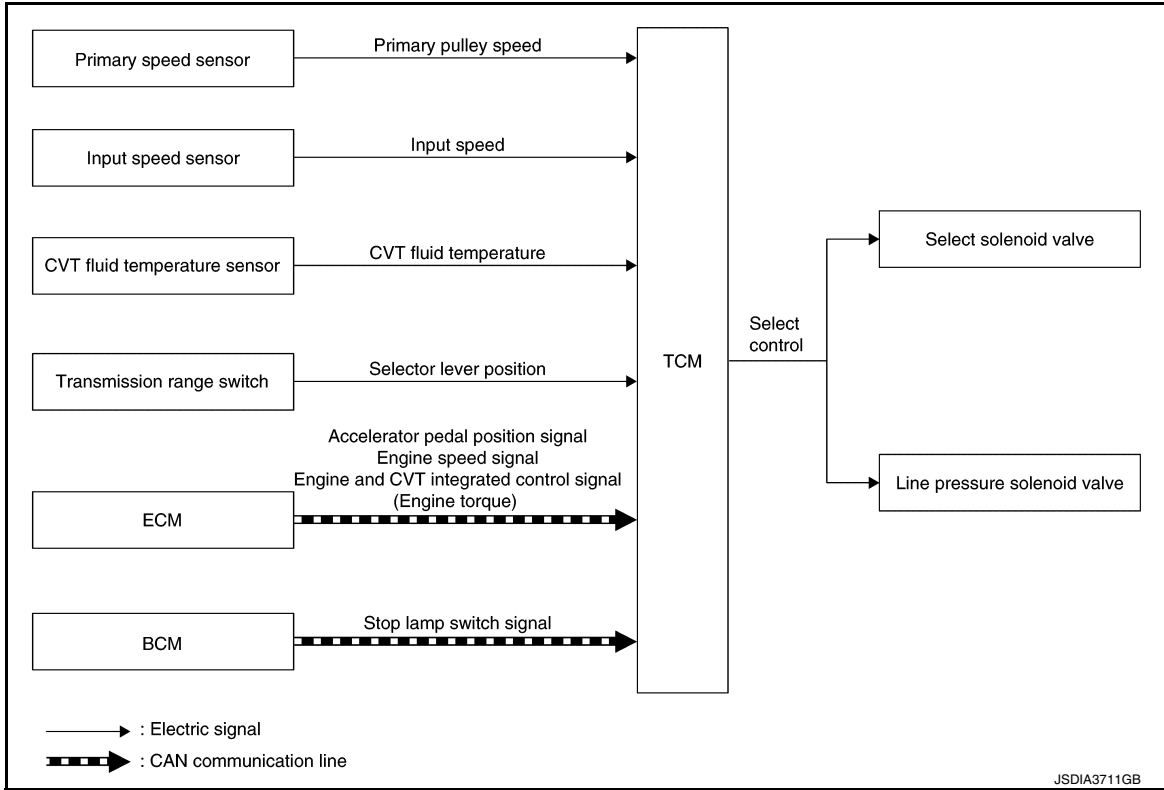 Primary speed sensor
Primary pulley speed
Input speed sensor
Input speed
CVT fluid temperature sensor
CVT fluid temperature
Transmission range switch
Selector lever position
ECM
Accelerator pedal position signal
Engine speed signal
Engine and CVT integrated control signal
(Engine torque)
BCM
Stop lamp switch signal
TCM
Select
control
Select solenoid valve
Line pressure solenoid valve
: Electric signal
: CAN communication line
JSDIA3711GB